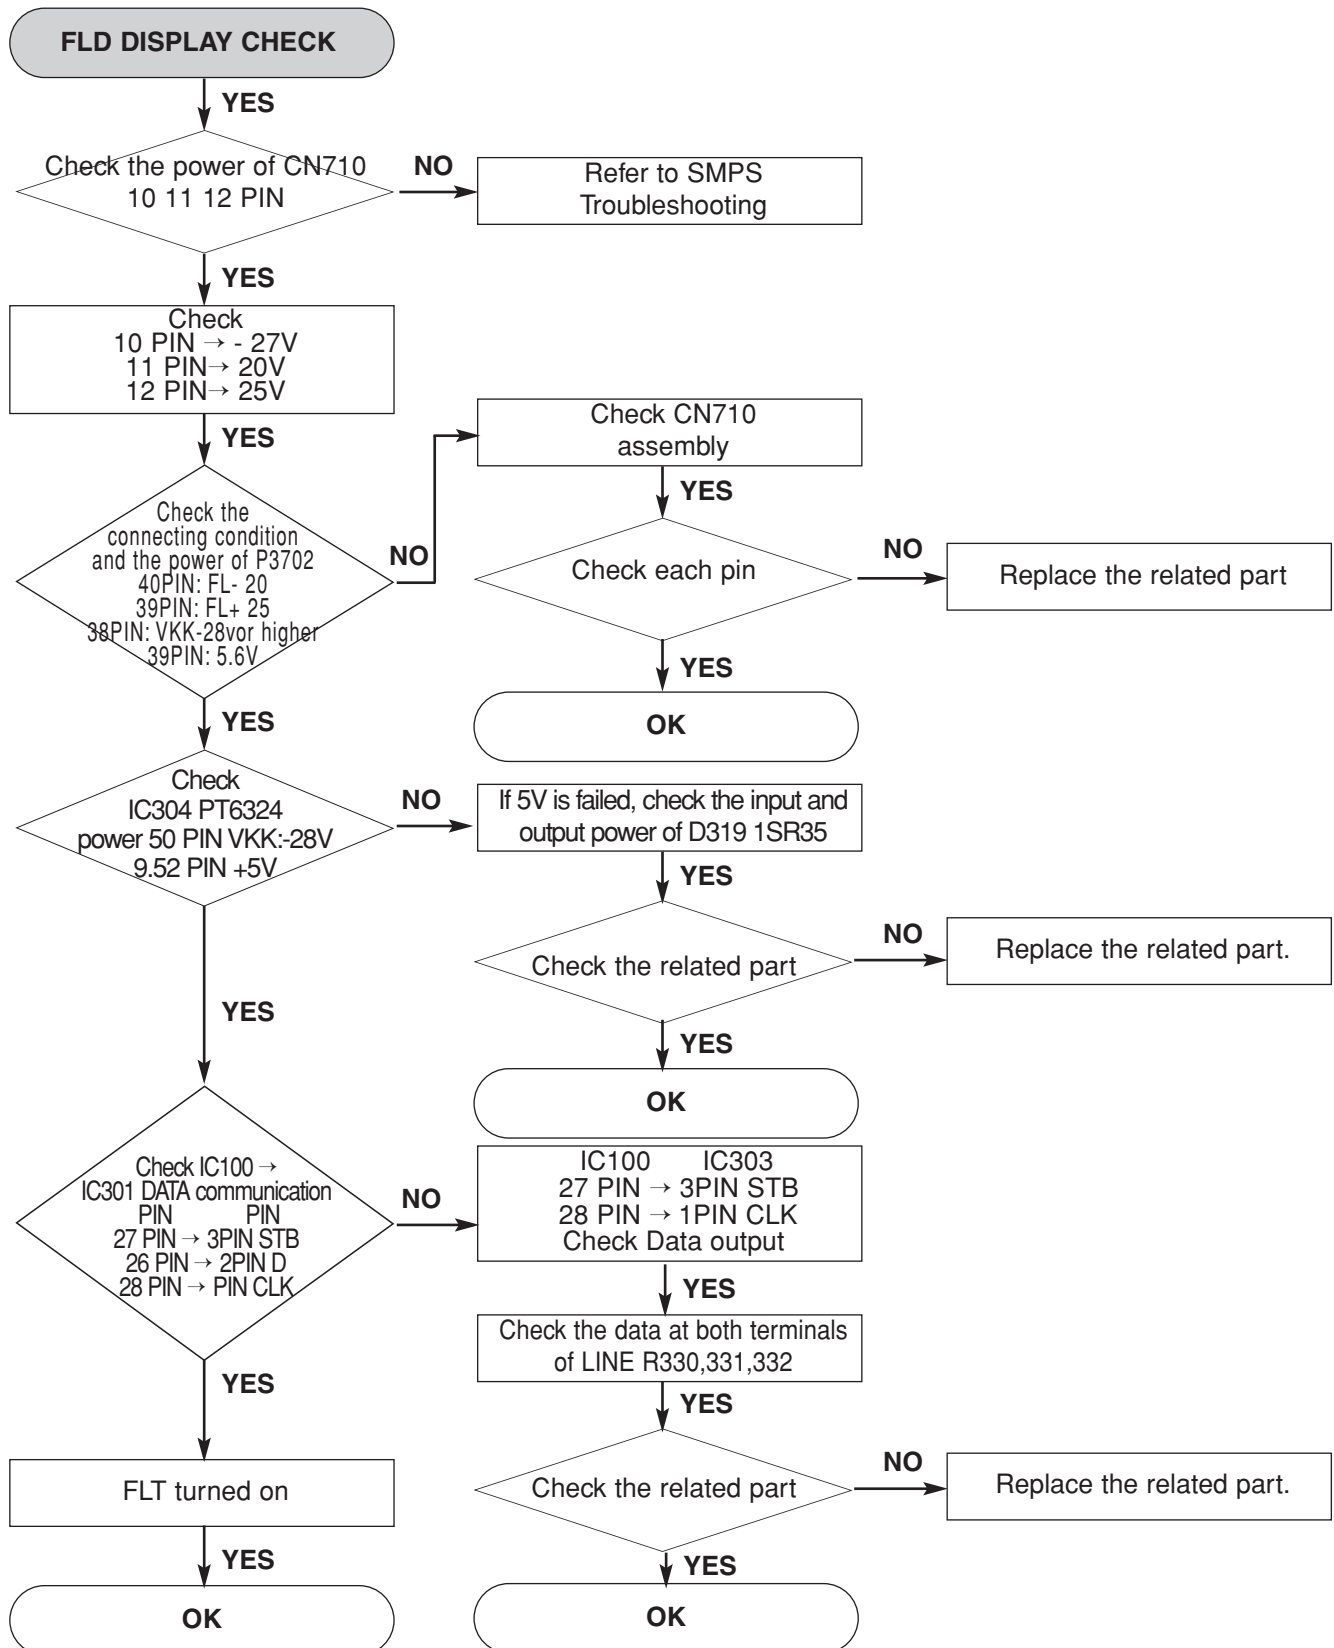 FLD DISPLAY CHECK
YES
Check the power of CN710
10 11 12 PIN
NO
Refer to SMPS
Troubleshooting
YES
Check
10 PIN → - 27V
11 PIN→ 20V
12 PIN→ 25V
YES
Check the
connecting condition
and the power of P3702
40PIN: FL- 20
39PIN: FL+ 25
38PIN: VKK-28vor higher
39PIN: 5.6V
NO
Check CN710
assembly
YES
Check each pin
NO
Replace the related part
YES
OK
YES
Check
IC304 PT6324
power 50 PIN VKK:-28V
9.52 PIN +5V
NO
If 5V is failed, check the input and
output power of D319 1SR35
YES
Check the related part
NO
Replace the related part.
YES
OK
YES
Check IC100 →
IC301 DATA communication
PIN PIN
27 PIN → 3PIN STB
26 PIN → 2PIN D
28 PIN → PIN CLK
NO
IC100 IC303
27 PIN → 3PIN STB
28 PIN → 1PIN CLK
Check Data output
YES
Check the data at both terminals
of LINE R330,331,332
YES
Check the related part
NO
Replace the related part.
YES
OK
YES
FLT turned on
YES
OK